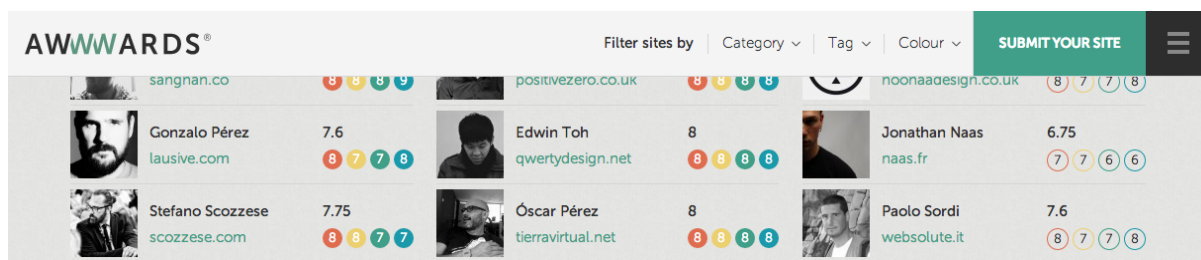 AWWWARDS®
Filter sites by Category Tag Colour SUBMIT YOUR SITE
sangnan.co 8 8 8 9 positivezero.co.uk 8 8 8 8 noonaadesign.co.uk 8 7 7 8
Gonzalo Pérez 7.6 Edwin Toh 8 Jonathan Naas 6.75
lausive.com 8 7 7 8 qwertydesign.net 8 8 8 8 naas.fr 7 7 6 6
Stefano Scozzese 7.75 Óscar Pérez 8 Paolo Sordi 7.6
scozzese.com 8 8 7 7 tierravirtual.net 8 8 8 8 websolute.it 8 7 7 8